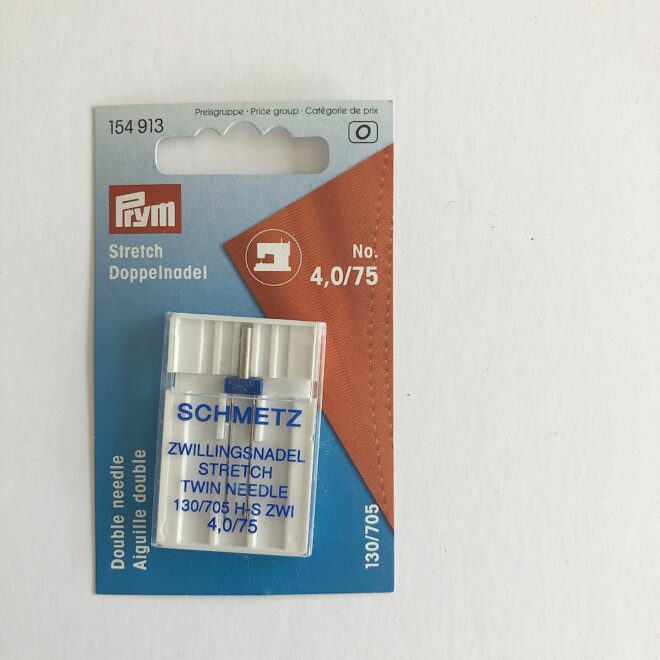 Preisgruppe · Price group · Catégorie de prix
154 913
O
Prym
Stretch
Doppelnadel
No.
4,0/75
SCHMETZ
ZWILLINGSNADEL
STRETCH
TWIN NEEDLE
130/705 H-S ZWI
4,0/75
Double needle
Aiguille double
130/705